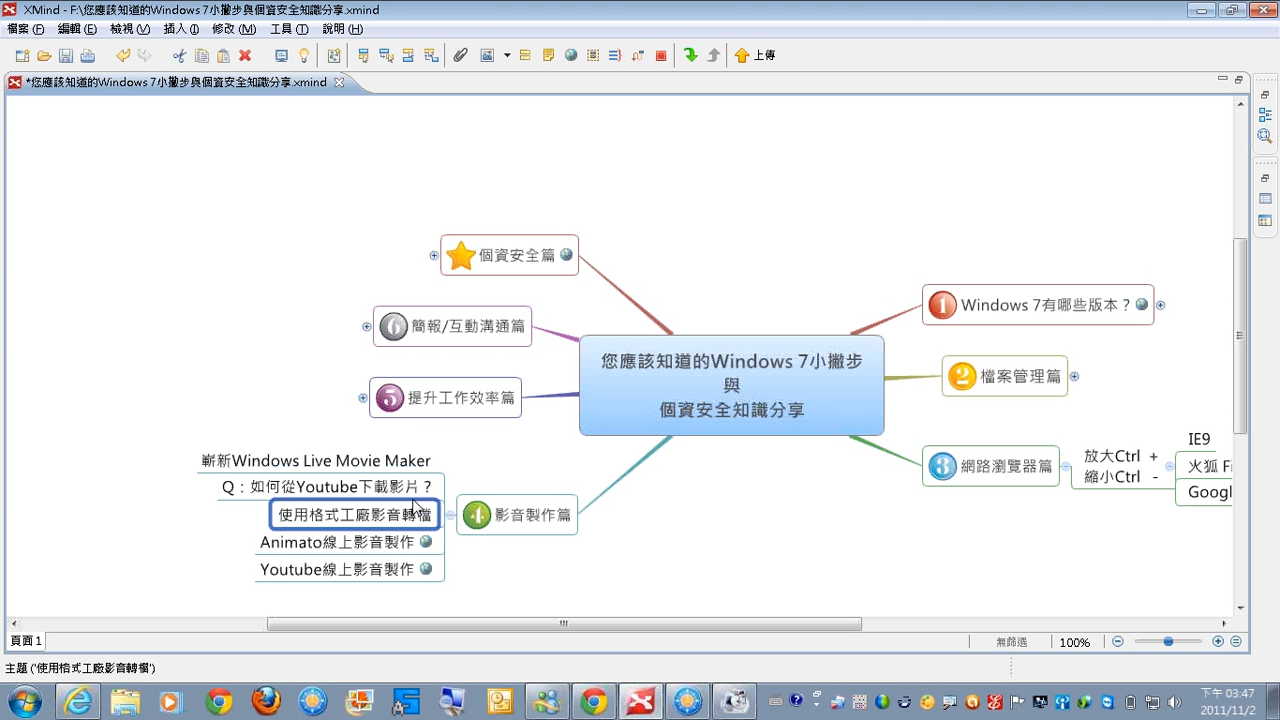 XMind - F:\您應該知道的Windows 7小撇步與個資安全知識分享.xmind
檔案 (F) 編輯 (E) 檢視 (V) 插入 (I) 修改 (M) 工具 (T) 說明 (H)
上傳
*您應該知道的Windows 7小撇步與個資安全知識分享.xmind
個資安全篇
6 簡報/互動溝通篇
5 提升工作效率篇
您應該知道的Windows 7小撇步
與
個資安全知識分享
1 Windows 7有哪些版本？
2 檔案管理篇
3 網路瀏覽器篇
放大Ctrl +
縮小Ctrl -
IE9
火狐 Fi
Googl
4 影音製作篇
嶄新Windows Live Movie Maker
Q：如何從Youtube下載影片？
使用格式工廠影音轉檔
Animato線上影音製作
Youtube線上影音製作
頁面 1
無篩選
100%
主題 ('使用格式工廠影音轉檔')
下午 03:47
2011/11/2